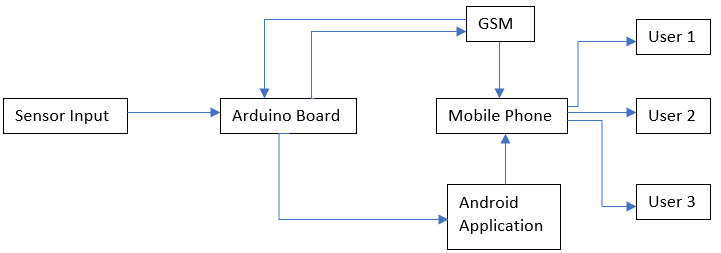 GSM
User 1
Sensor Input
Arduino Board
Mobile Phone
User 2
Android
Application
User 3